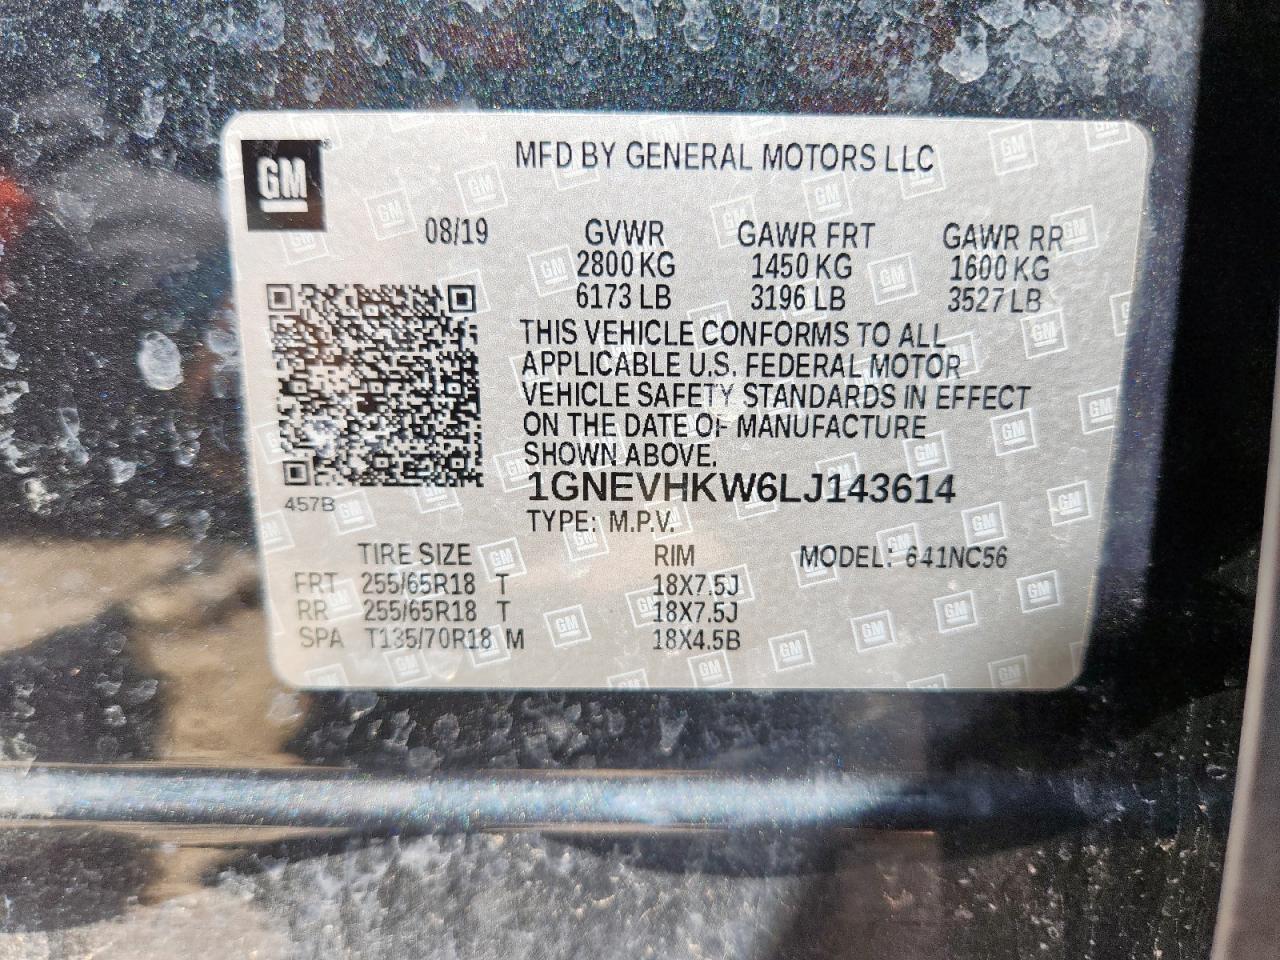 GM
MFD BY GENERAL MOTORS LLC
08/19 GVWR GAWR FRT GAWR RR
2800 KG 1450 KG 1600 KG
6173 LB 3196 LB 3527 LB
THIS VEHICLE CONFORMS TO ALL
APPLICABLE U.S. FEDERAL MOTOR
VEHICLE SAFETY STANDARDS IN EFFECT
ON THE DATE OF MANUFACTURE
SHOWN ABOVE.
1GNEVHKW6LJ143614
457B
TYPE: M.P.V.
TIRE SIZE RIM MODEL: 641NC56
FRT 255/65R18 T 18X7.5J
RR 255/65R18 T 18X7.5J
SPA T135/70R18 M 18X4.5B